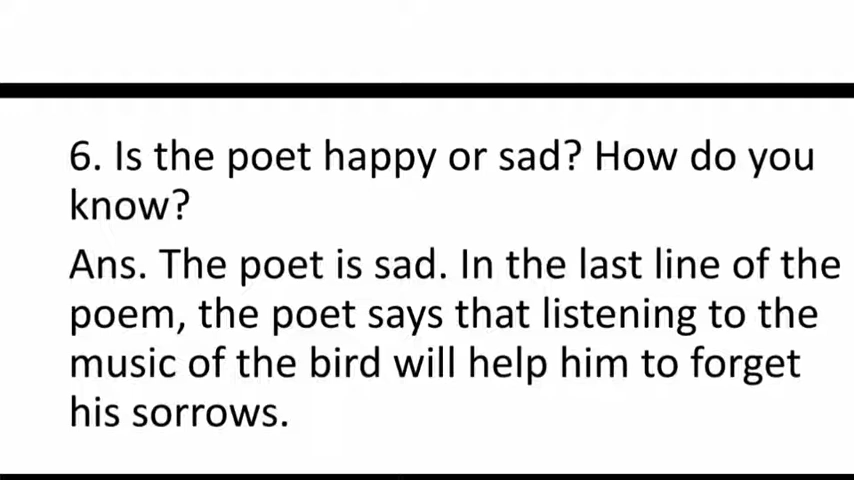 6. Is the poet happy or sad? How do you
know?
Ans. The poet is sad. In the last line of the
poem, the poet says that listening to the
music of the bird will help him to forget
his sorrows.